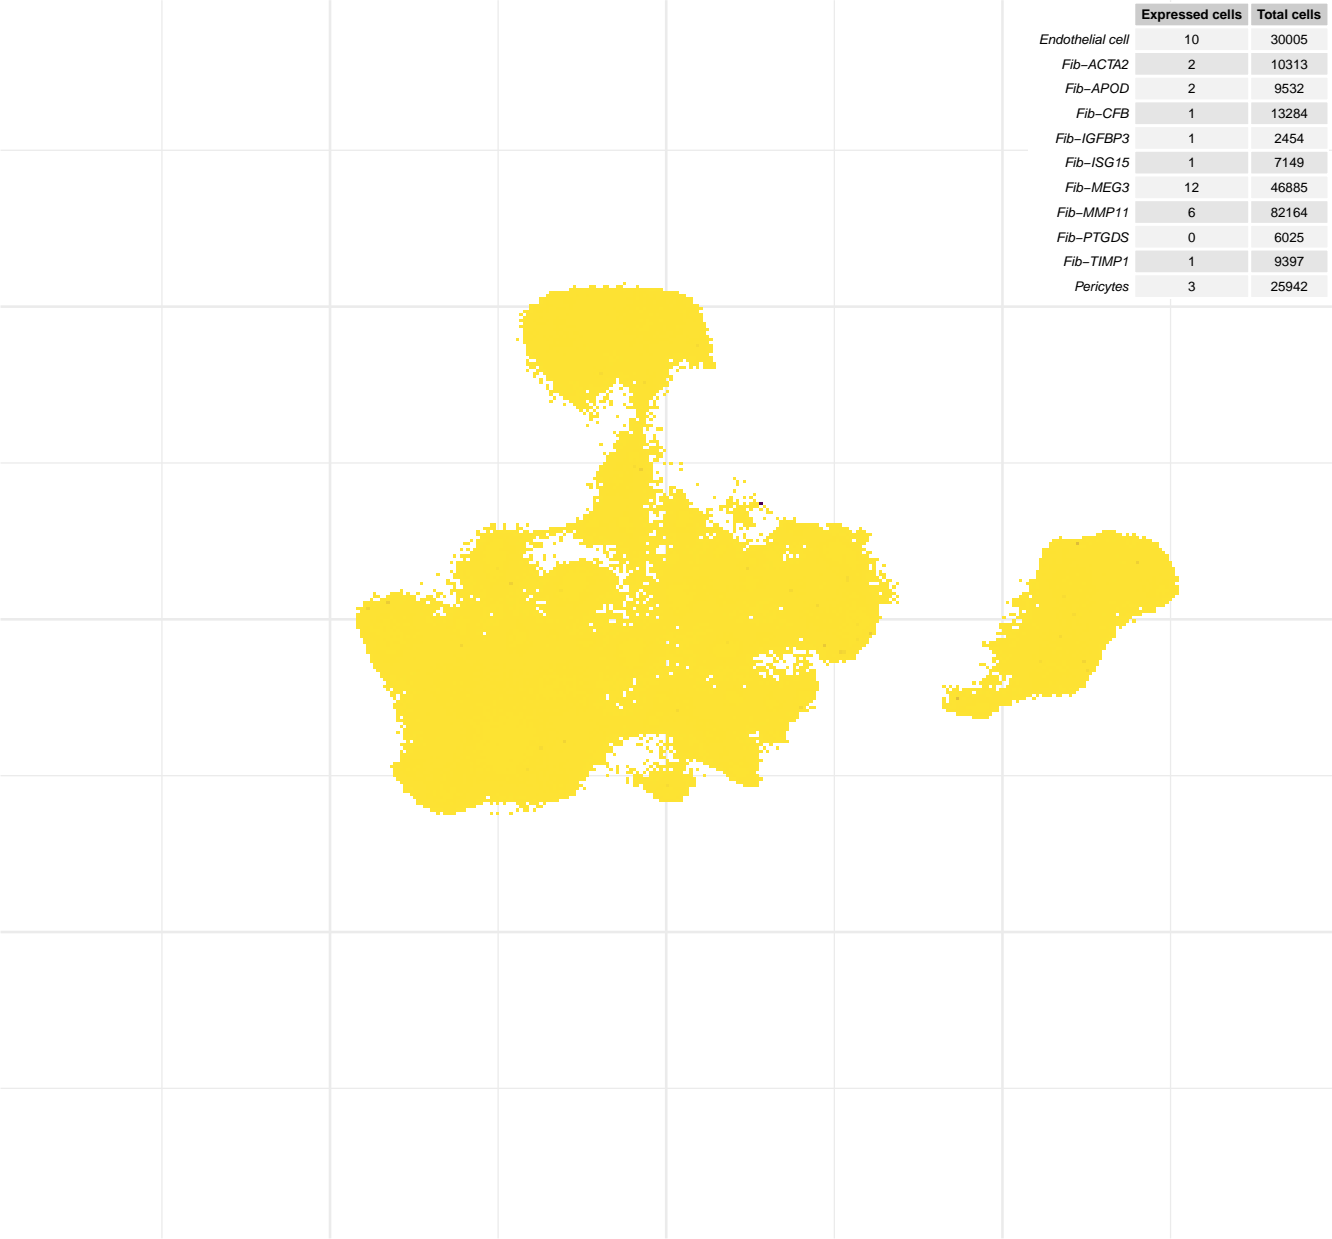 Expressed cells Total cells
Endothelial cell 10 30005
Fib−ACTA2 2 10313
Fib−APOD 2 9532
Fib−CFB 1 13284
Fib−IGFBP3 1 2454
Fib−ISG15 1 7149
Fib−MEG3 12 46885
Fib−MMP11 6 82164
Fib−PTGDS 0 6025
Fib−TIMP1 1 9397
Pericytes 3 25942